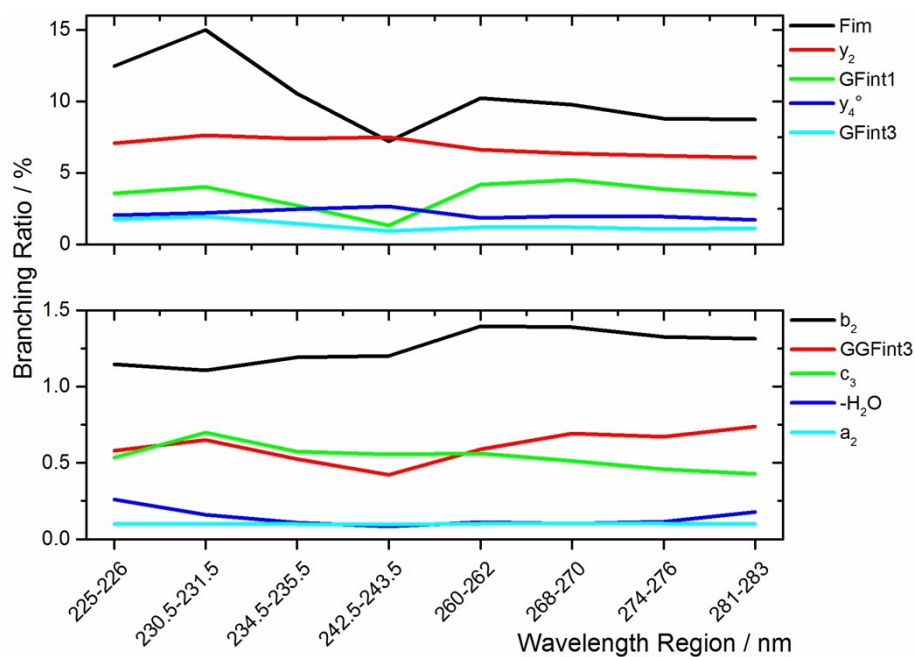 Branching Ratio / %
15
10
5
0
Fim
y₂
GFint1
y₄°
GFint3
1.5
1.0
0.5
0.0
b₂
GGFint3
c₃
-H₂O
a₂
225-226
230.5-231.5
234.5-235.5
242.5-243.5
260-262
268-270
274-276
281-283
Wavelength Region / nm